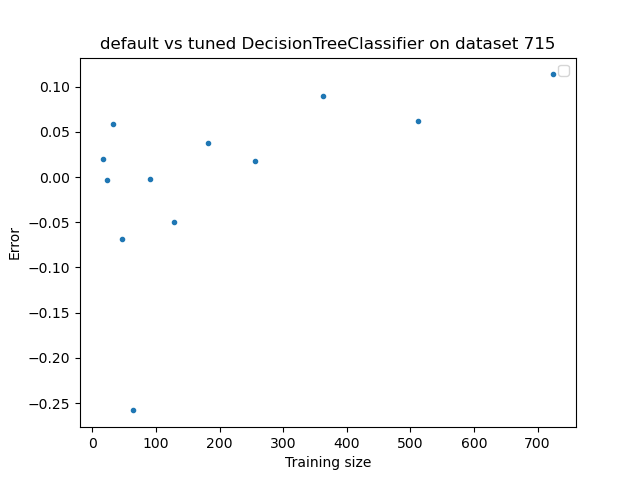 default vs tuned DecisionTreeClassifier on dataset 715
0.10
0.05
0.00
−0.05
−0.10
−0.15
−0.20
−0.25
Error
0 100 200 300 400 500 600 700
Training size